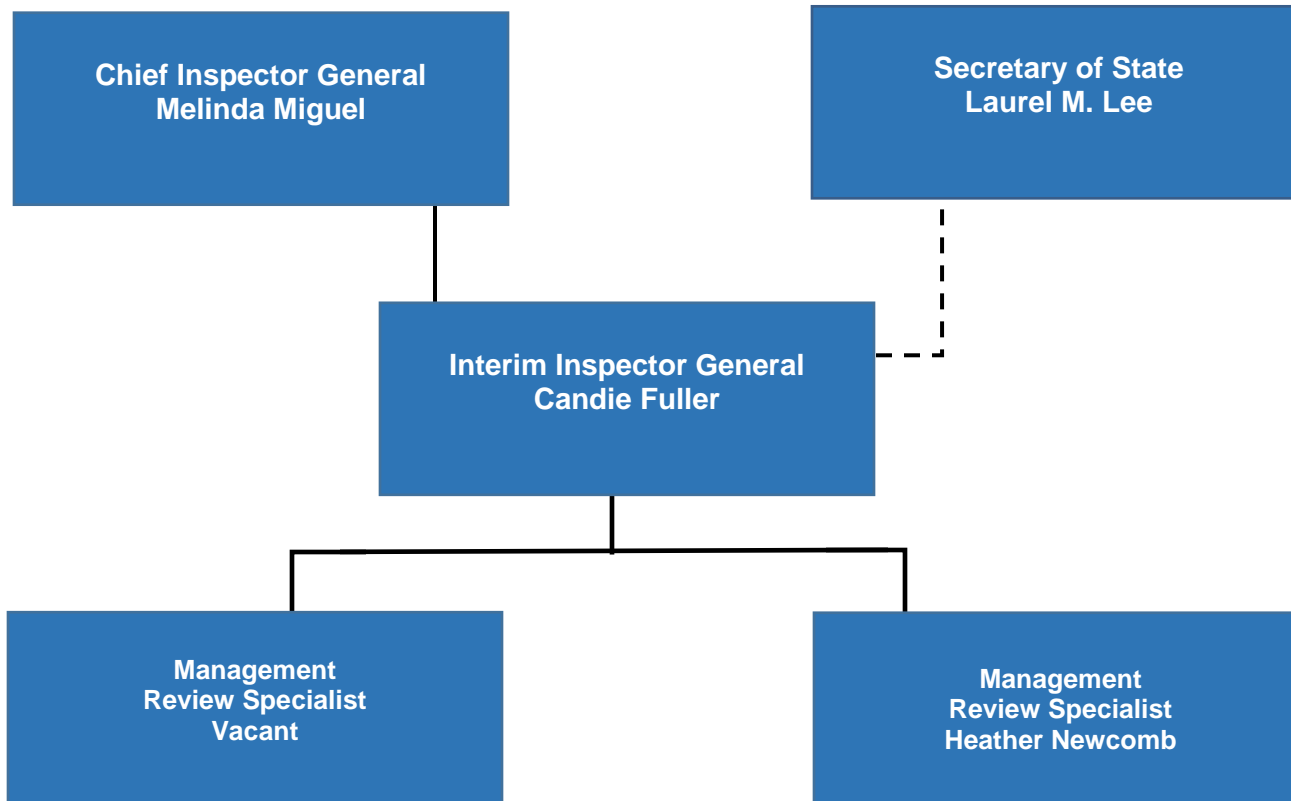 Chief Inspector General
Melinda Miguel
Secretary of State
Laurel M. Lee
Interim Inspector General
Candie Fuller
Management
Review Specialist
Vacant
Management
Review Specialist
Heather Newcomb